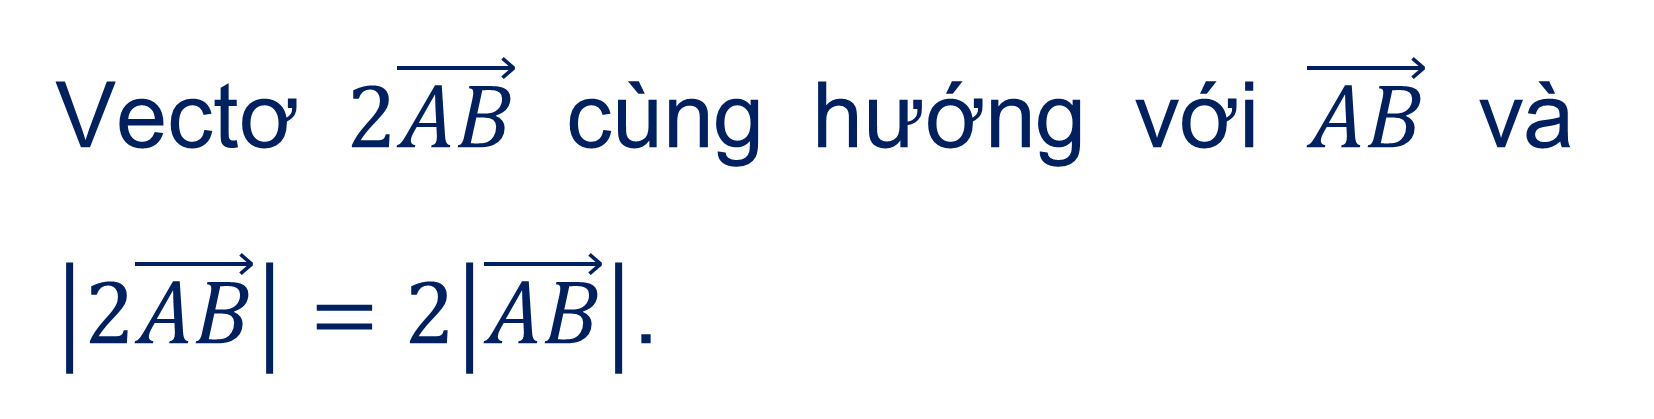 Vectơ $2\overrightarrow{AB}$ cùng hướng với $\overrightarrow{AB}$ và
$|2\overrightarrow{AB}| = 2|\overrightarrow{AB}|$.